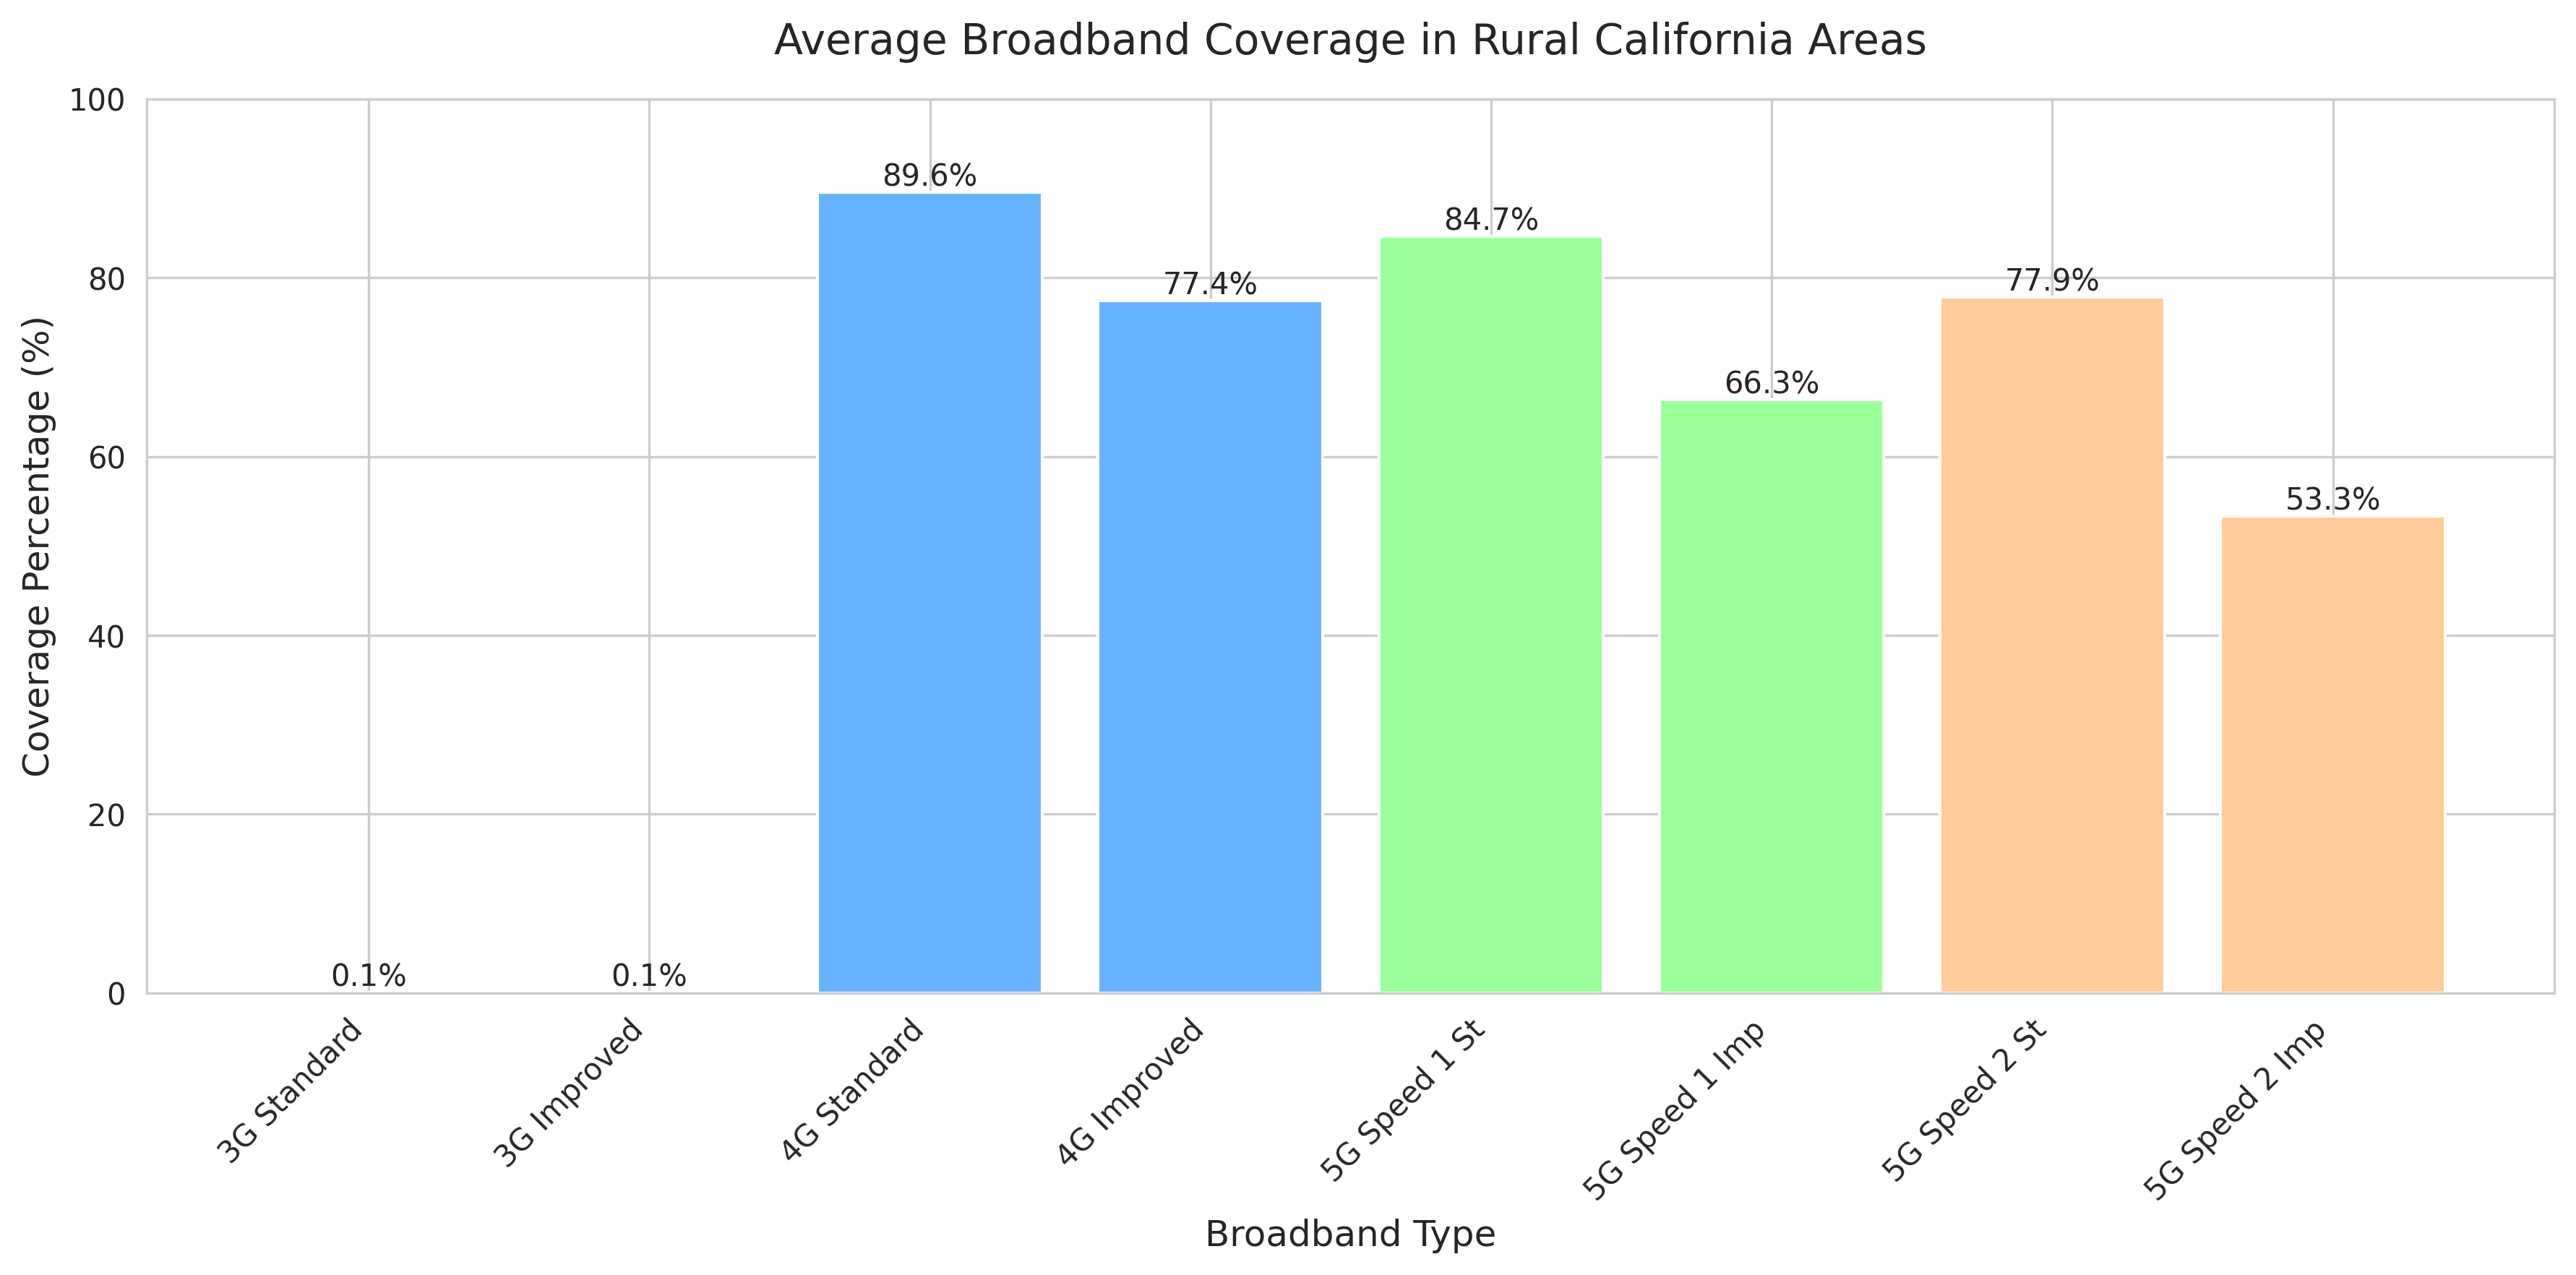 Average Broadband Coverage in Rural California Areas
Coverage Percentage (%)
100
80
60
40
20
0
0.1%
0.1%
89.6%
77.4%
84.7%
66.3%
77.9%
53.3%
3G Standard
3G Improved
4G Standard
4G Improved
5G Speed 1 St
5G Speed 1 Imp
5G Speed 2 St
5G Speed 2 Imp
Broadband Type